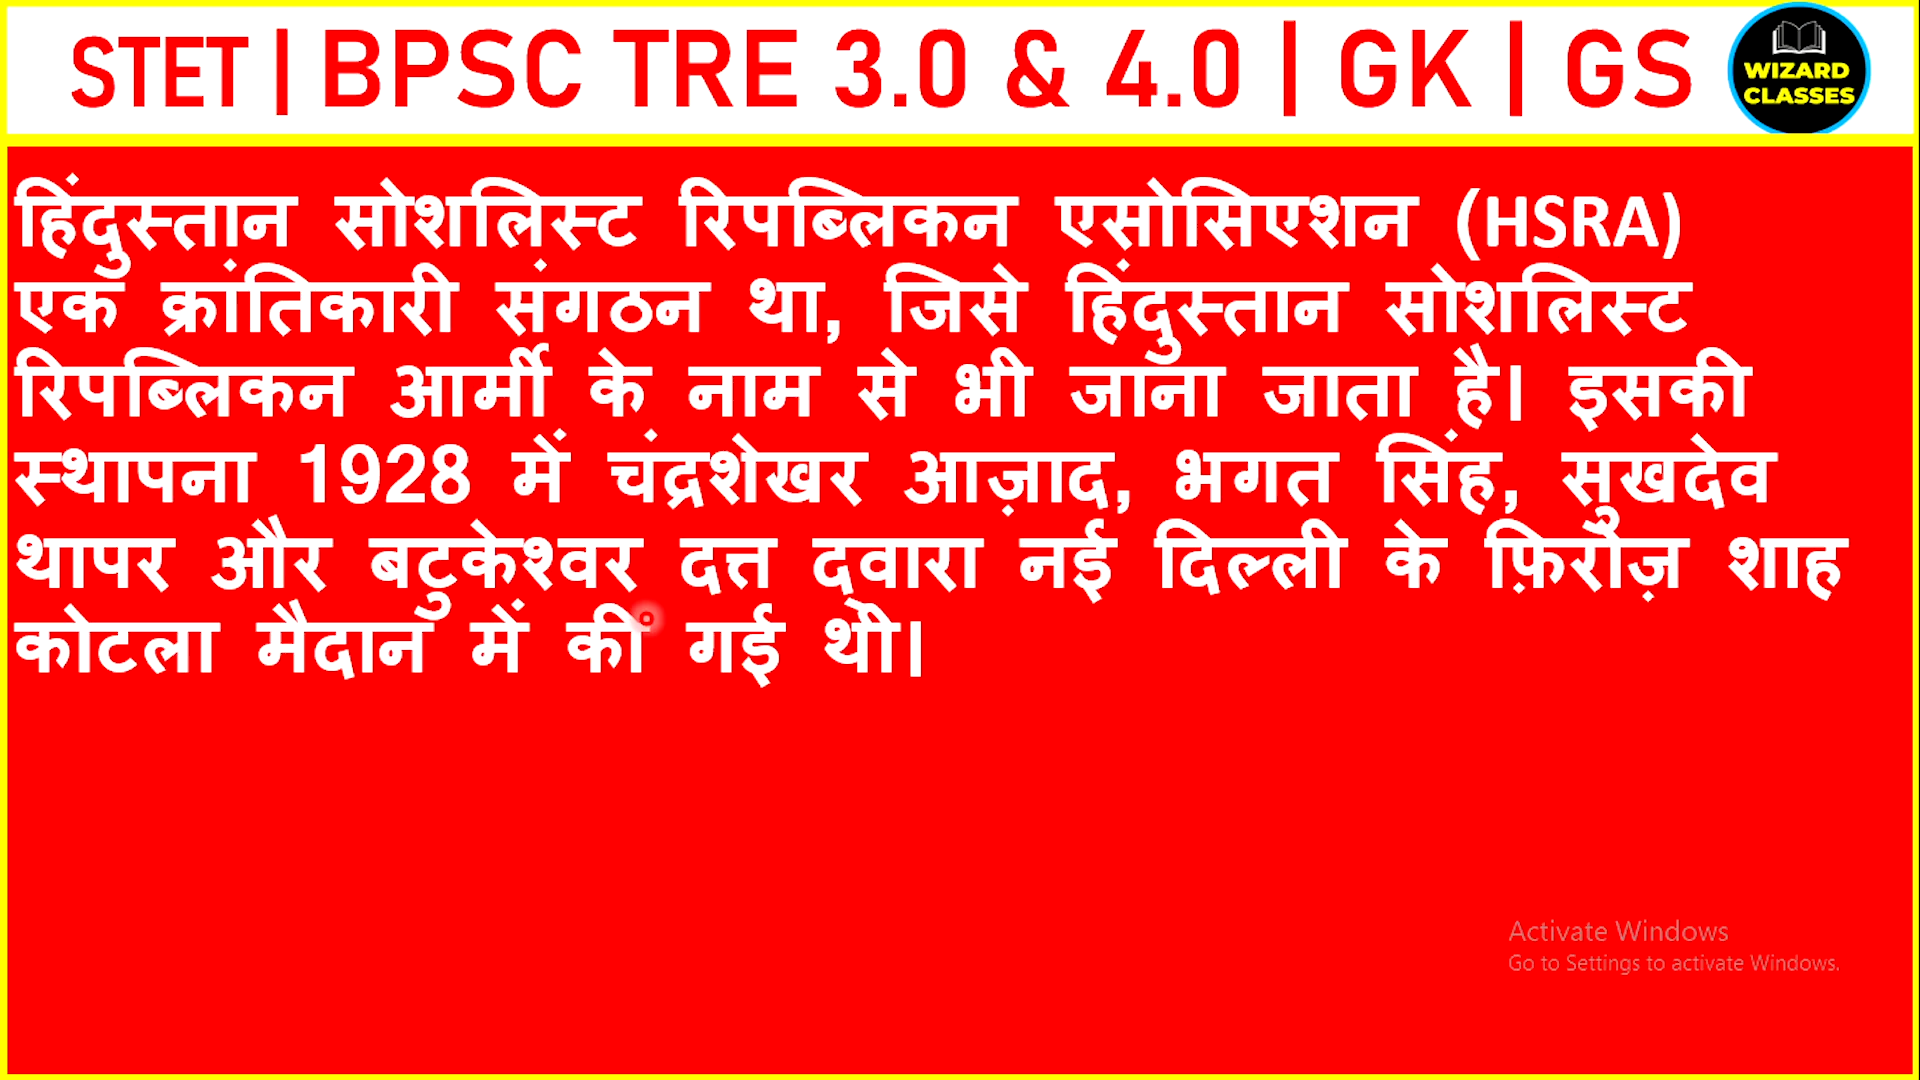 STET | BPSC TRE 3.0 & 4.0 | GK | GS
WIZARD
CLASSES
हिंदुस्तान सोशलिस्ट रिपब्लिकन एसोसिएशन (HSRA)
एक क्रांतिकारी संगठन था, जिसे हिंदुस्तान सोशलिस्ट
रिपब्लिकन आर्मी के नाम से भी जाना जाता है। इसकी
स्थापना 1928 में चंद्रशेखर आज़ाद, भगत सिंह, सुखदेव
थापर और बटुकेश्वर दत्त द्वारा नई दिल्ली के फ़िरोज़ शाह
कोटला मैदान में की गई थी।
Activate Windows
Go to Settings to activate Windows.